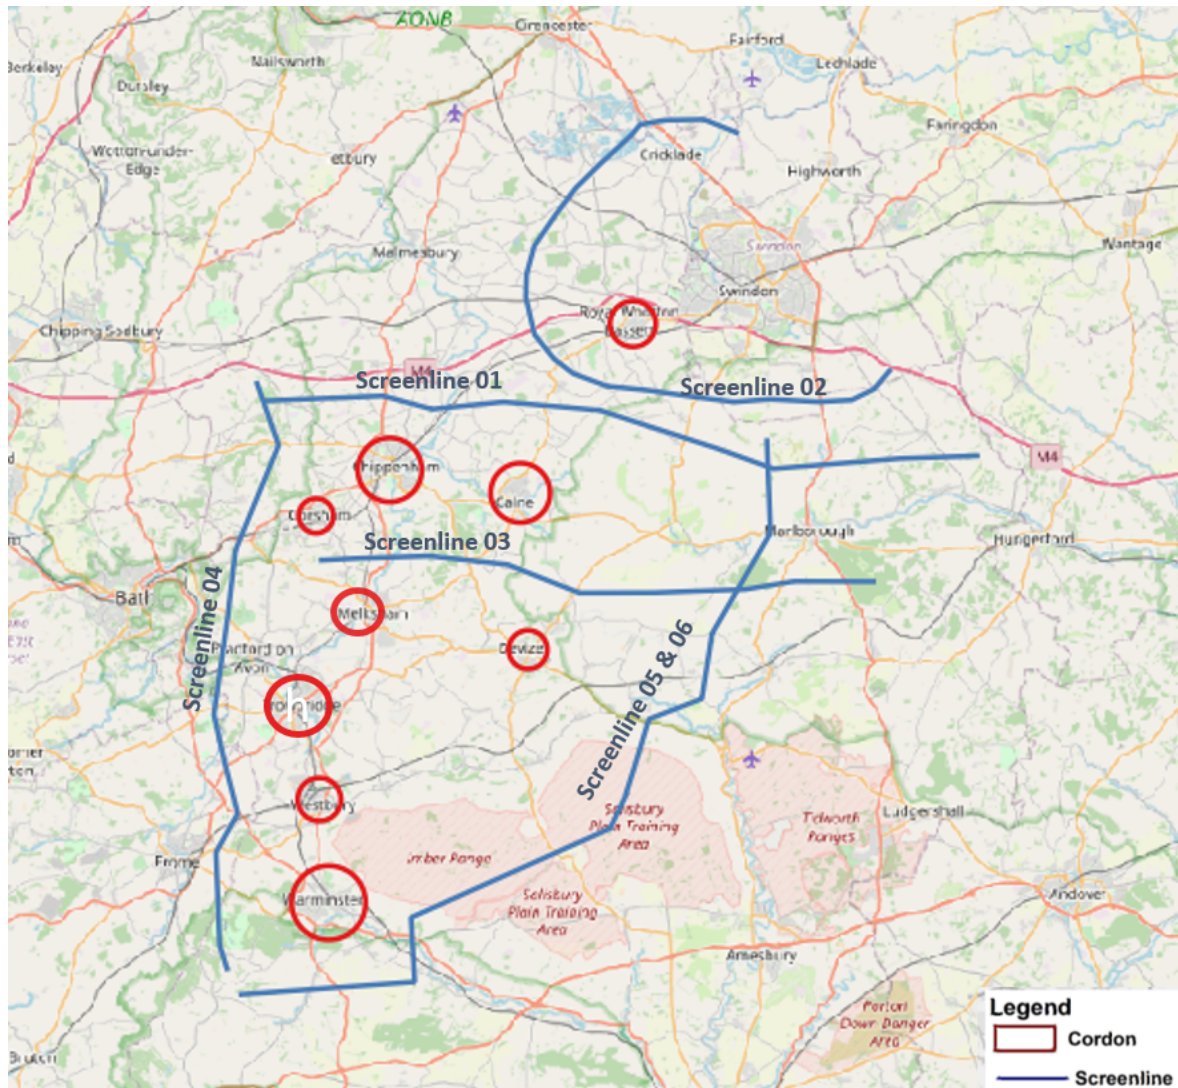 AONB
Cirencester
Fairford
Lechlade
Berkeley
Nailsworth
Dursley
Faringdon
Wotton-under-
Edge
etbury
Cricklade
Highworth
Malmesbury
Swindon
Wantage
Swindon
Chipping Sodbury
Royal Wootton
Bassett
M4
Screenline 01
Screenline 02
Chippenham
M4
Calne
Corsham
Marlborough
Hungerford
Screenline 03
Bath
Melksham
Screenline 04
Bradford on
Avon
Devizes
Screenline 05 & 06
h
Trowbridge
Westbury
Salisbury
Plain Training
Area
Tidworth
Ranges
Ludgershall
Frome
Imber Range
Warminster
Salisbury
Plain Training
Area
Andover
Amesbury
Porton
Down Danger
Area
Bruton
Legend
Cordon
Screenline